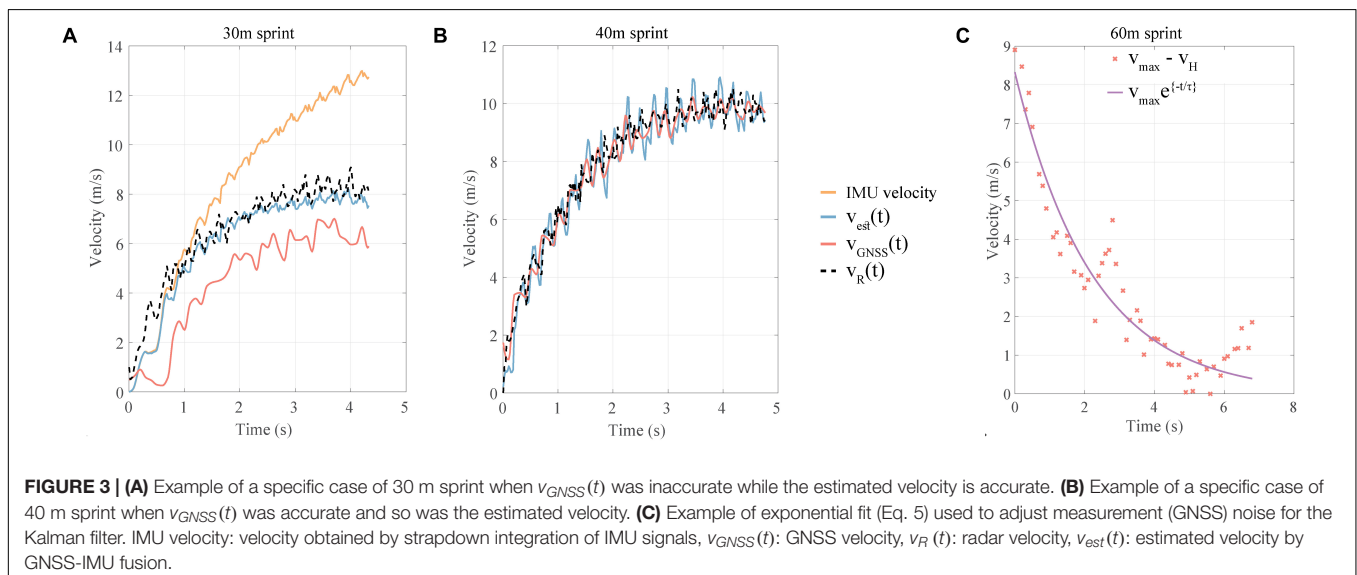 A
30m sprint
14
12
10
8
6
4
2
0
Velocity (m/s)
0 1 2 3 4 5
Time (s)
B
40m sprint
12
10
8
6
4
2
0
Velocity (m/s)
0 1 2 3 4 5
Time (s)
IMU velocity
v_est(t)
v_GNSS(t)
v_R(t)
C
60m sprint
9
8
7
6
5
4
3
2
1
0
Velocity (m/s)
0 2 4 6 8
Time (s)
v_max - v_H
v_max e^{-t/τ}
FIGURE 3 | (A) Example of a specific case of 30 m sprint when v_GNSS(t) was inaccurate while the estimated velocity is accurate. (B) Example of a specific case of
40 m sprint when v_GNSS(t) was accurate and so was the estimated velocity. (C) Example of exponential fit (Eq. 5) used to adjust measurement (GNSS) noise for the
Kalman filter. IMU velocity: velocity obtained by strapdown integration of IMU signals, v_GNSS(t): GNSS velocity, v_R (t): radar velocity, v_est(t): estimated velocity by
GNSS-IMU fusion.